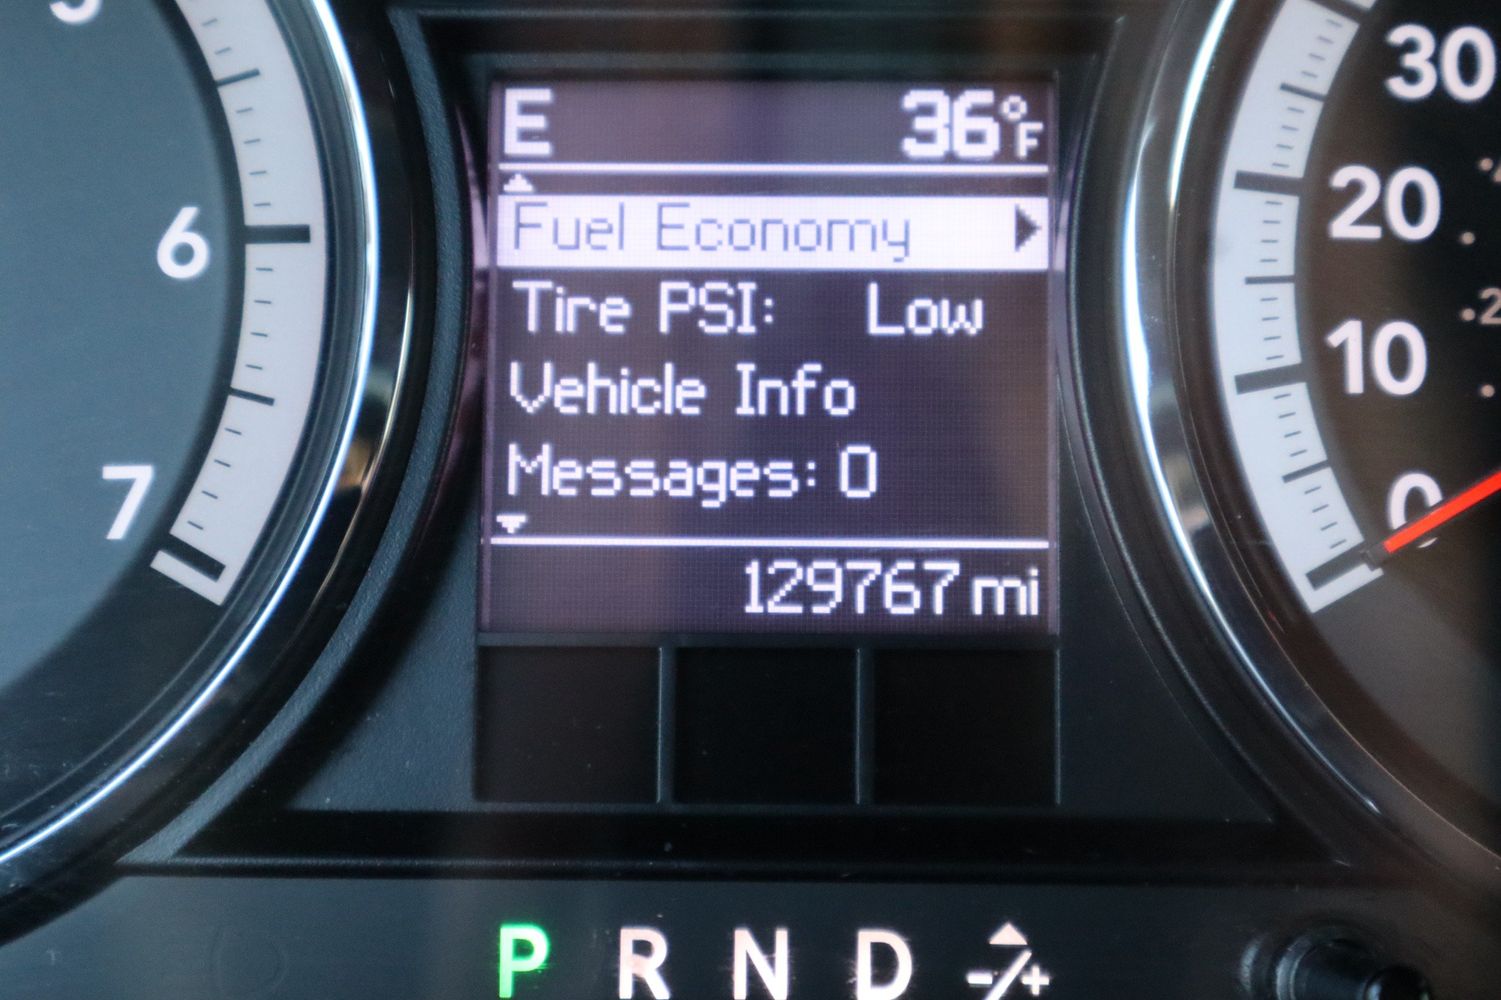 E 36°F
Fuel Economy
Tire PSI: Low
Vehicle Info
Messages: 0
129767 mi
6
7
30
20
10
0
P R N D -/+